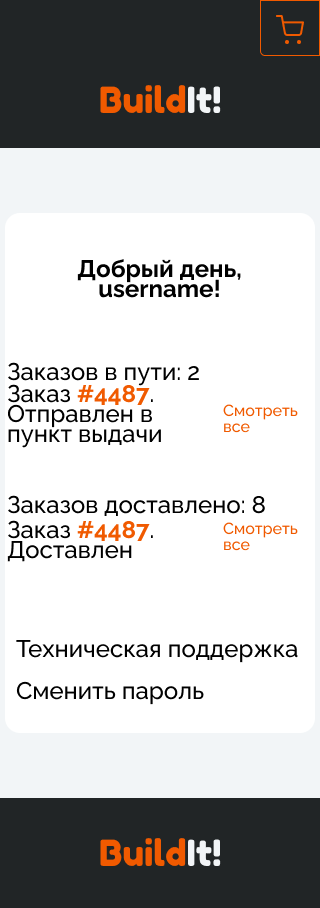 BuildIt!
Добрый день,
username!
Заказов в пути: 2
Заказ #4487.
Отправлен в
пункт выдачи
Смотреть
все
Заказов доставлено: 8
Заказ #4487.
Доставлен
Смотреть
все
Техническая поддержка
Сменить пароль
BuildIt!